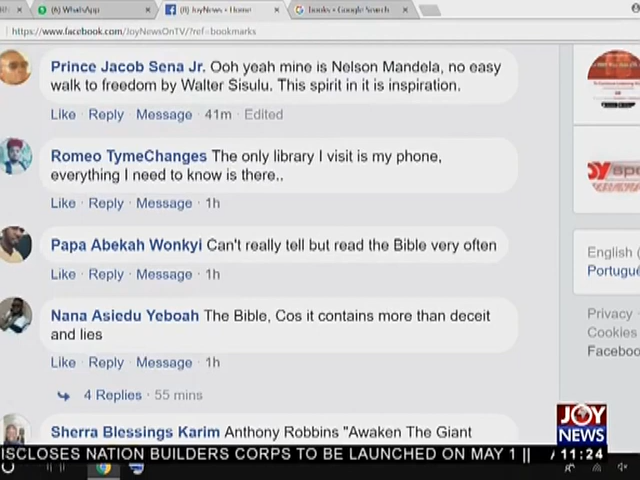 WhatsApp
JoyNews - Home
books - Google Search
https://www.facebook.com/JoyNewsOnTV/?ref=bookmarks
Prince Jacob Sena Jr. Ooh yeah mine is Nelson Mandela, no easy
walk to freedom by Walter Sisulu. This spirit in it is inspiration.
Like · Reply · Message · 41m · Edited
Romeo TymeChanges The only library I visit is my phone,
everything I need to know is there..
Like · Reply · Message · 1h
Papa Abekah Wonkyi Can't really tell but read the Bible very often
Like · Reply · Message · 1h
Nana Asiedu Yeboah The Bible, Cos it contains more than deceit
and lies
Like · Reply · Message · 1h
4 Replies · 55 mins
Sherra Blessings Karim Anthony Robbins "Awaken The Giant
English (
Portugu
Privacy
Cookies
Faceboo
JOY
NEWS
ISCLOSES NATION BUILDERS CORPS TO BE LAUNCHED ON MAY 1 ||
11:24